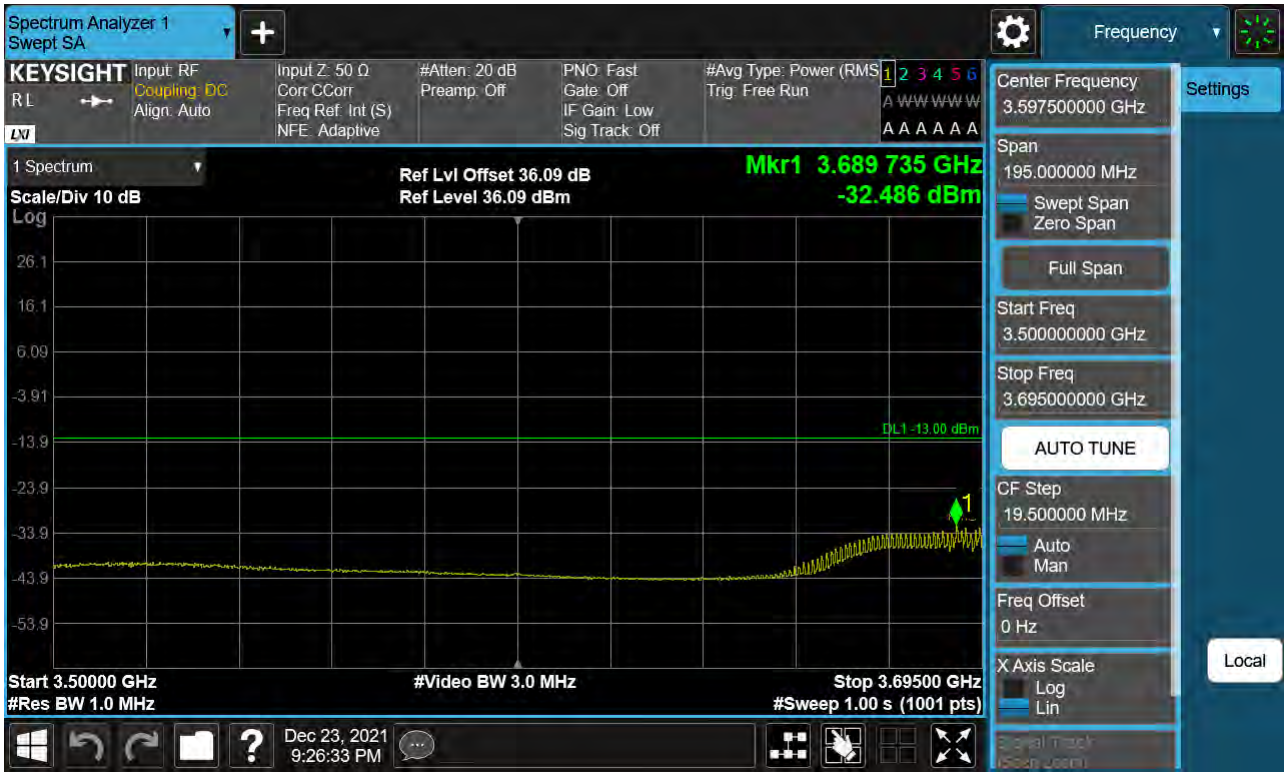 Spectrum Analyzer 1
Swept SA
Frequency
KEYSIGHT
RL
LXI
Input: RF
Coupling: DC
Align: Auto
Input Z: 50 Ω
Corr CCorr
Freq Ref: Int (S)
NFE: Adaptive
#Atten: 20 dB
Preamp: Off
PNO: Fast
Gate: Off
IF Gain: Low
Sig Track: Off
#Avg Type: Power (RMS
Trig: Free Run
1 2 3 4 5 6
A W W W W W
A A A A A A
1 Spectrum
Scale/Div 10 dB
Log
Ref Lvl Offset 36.09 dB
Ref Level 36.09 dBm
Mkr1 3.689 735 GHz
-32.486 dBm
26.1
16.1
6.09
-3.91
-13.9
-23.9
-33.9
-43.9
-53.9
DL1 -13.00 dBm
1
Start 3.50000 GHz
#Res BW 1.0 MHz
#Video BW 3.0 MHz
Stop 3.69500 GHz
#Sweep 1.00 s (1001 pts)
Center Frequency
3.597500000 GHz
Span
195.000000 MHz
Swept Span
Zero Span
Full Span
Start Freq
3.500000000 GHz
Stop Freq
3.695000000 GHz
AUTO TUNE
CF Step
19.500000 MHz
Auto
Man
Freq Offset
0 Hz
X Axis Scale
Log
Lin
Signal Track
(Span Zoom)
Settings
Local
?
Dec 23, 2021
9:26:33 PM